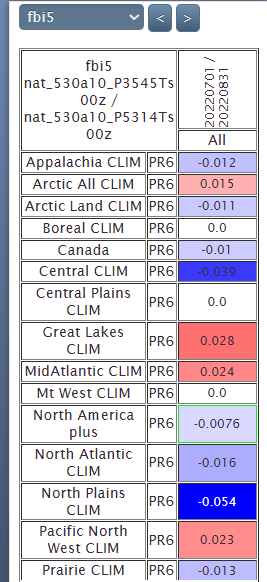 fbi5
<
>
fbi5
nat_530a10_P3545Ts
00z /
nat_530a10_P5314Ts
00z
20220701 /
20220831
All
Appalachia CLIM PR6 -0.012
Arctic All CLIM PR6 0.015
Arctic Land CLIM PR6 -0.011
Boreal CLIM PR6 0.0
Canada PR6 -0.01
Central CLIM PR6 -0.039
Central Plains
CLIM PR6 0.0
Great Lakes
CLIM PR6 0.028
MidAtlantic CLIM PR6 0.024
Mt West CLIM PR6 0.0
North America
plus PR6 -0.0076
North Atlantic
CLIM PR6 -0.016
North Plains
CLIM PR6 -0.054
Pacific North
West CLIM PR6 0.023
Prairie CLIM PR6 -0.013